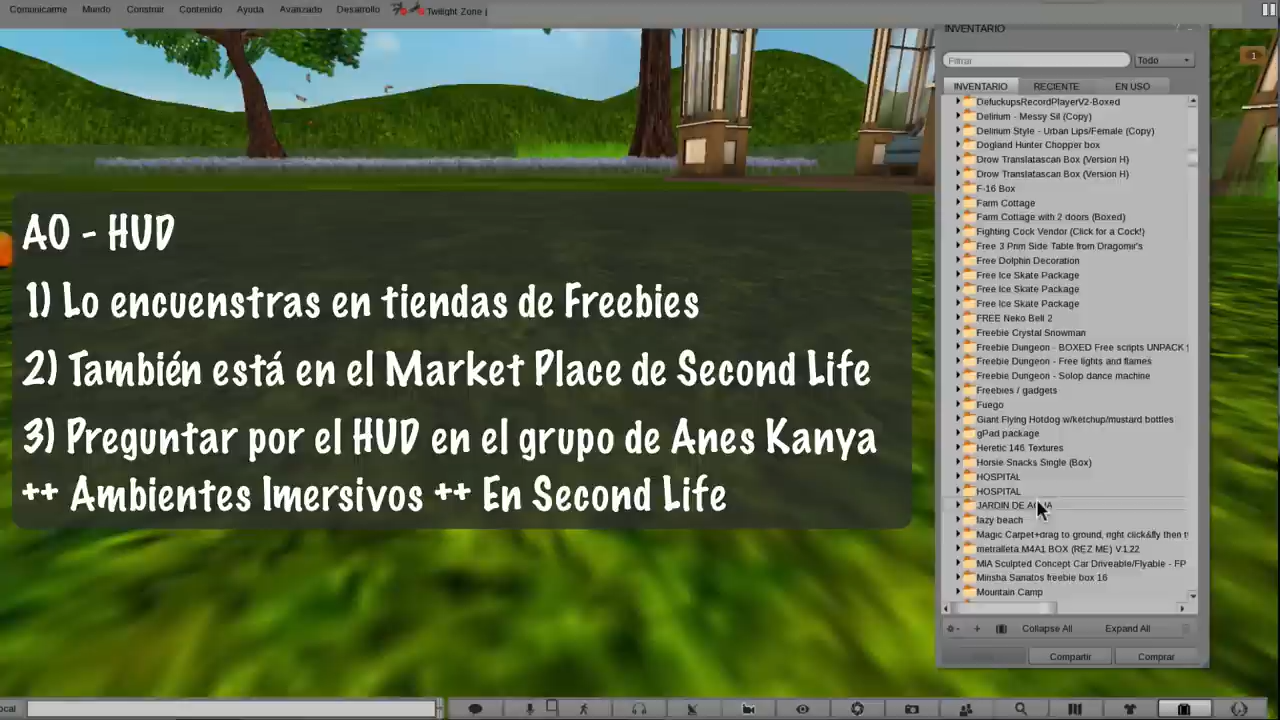 Comunicarme Mundo Construir Contenido Ayuda Avanzado Desarrollo Twilight Zone
INVENTARIO
Filtrar Todo
1
INVENTARIO RECIENTE EN USO
DefuckupsRecordPlayerV2-Boxed
Delirium - Messy Sil (Copy)
Delirium Style - Urban Lips/Female (Copy)
Dogland Hunter Chopper box
Drow Translatascan Box (Version H)
Drow Translatascan Box (Version H)
F-16 Box
Farm Cottage
Farm Cottage with 2 doors (Boxed)
Fighting Cock Vendor (Click for a Cock!)
Free 3 Prim Side Table from Dragomir's
Free Dolphin Decoration
Free Ice Skate Package
Free Ice Skate Package
Free Ice Skate Package
FREE Neko Bell 2
Freebie Crystal Snowman
Freebie Dungeon - BOXED Free scripts UNPACK
Freebie Dungeon - Free lights and flames
Freebie Dungeon - Solop dance machine
Freebies / gadgets
Fuego
Giant Flying Hotdog w/ketchup/mustard bottles
gPad package
Heretic 146 Textures
Horsie Snacks Single (Box)
HOSPITAL
HOSPITAL
JARDIN DE
lazy beach
Magic Carpet+drag to ground, right click&fly then
metralleta M4A1 BOX (REZ ME) V.1.22
MIA Sculpted Concept Car Driveable/Flyable - FP
Minsha Sanatos freebie box 16
Mountain Camp
Collapse All Expand All
Compartir Comprar
AO - HUD
1) Lo encuenstras en tiendas de Freebies
2) También está en el Market Place de Second Life
3) Preguntar por el HUD en el grupo de Anes Kanya
++ Ambientes Imersivos ++ En Second Life
ocal